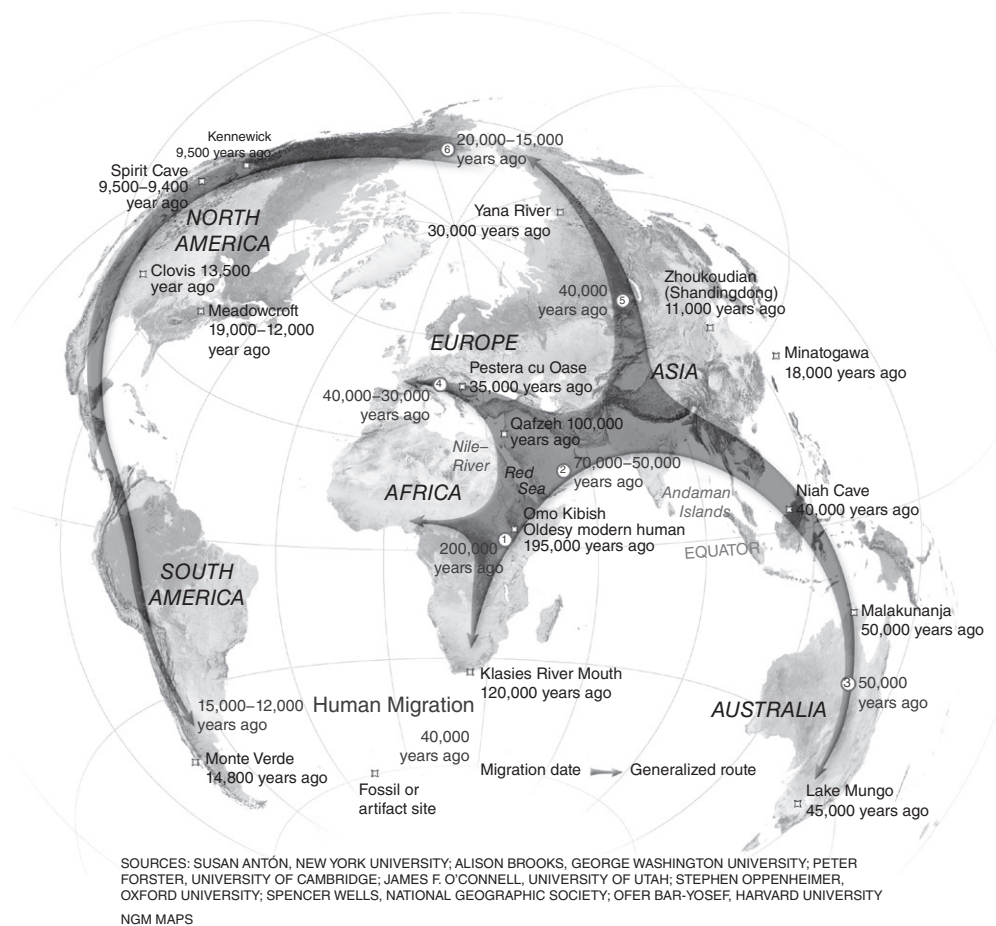 Kennewick
9,500 years ago
Spirit Cave
9,500–9,400
year ago
NORTH
AMERICA
Clovis 13,500
year ago
Meadowcroft
19,000–12,000
year ago
6
20,000–15,000
years ago
Yana River
30,000 years ago
40,000
years ago
5
Zhoukoudian
(Shandingdong)
11,000 years ago
Minatogawa
18,000 years ago
EUROPE
ASIA
Pestera cu Oase
35,000 years ago
4
40,000–30,000
years ago
Qafzeh 100,000
years ago
Nile–
River
Red
Sea
2
70,000–50,000
years ago
AFRICA
Andaman
Islands
Niah Cave
40,000 years ago
Omo Kibish
Oldesy modern human
195,000 years ago
1
200,000
years ago
EQUATOR
SOUTH
AMERICA
Malakunanja
50,000 years ago
Klasies River Mouth
120,000 years ago
3
50,000
years ago
AUSTRALIA
15,000–12,000
years ago
Monte Verde
14,800 years ago
Human Migration
40,000
years ago
Migration date
Generalized route
Fossil or
artifact site
Lake Mungo
45,000 years ago
SOURCES: SUSAN ANTÓN, NEW YORK UNIVERSITY; ALISON BROOKS, GEORGE WASHINGTON UNIVERSITY; PETER
FORSTER, UNIVERSITY OF CAMBRIDGE; JAMES F. O'CONNELL, UNIVERSITY OF UTAH; STEPHEN OPPENHEIMER,
OXFORD UNIVERSITY; SPENCER WELLS, NATIONAL GEOGRAPHIC SOCIETY; OFER BAR-YOSEF, HARVARD UNIVERSITY
NGM MAPS